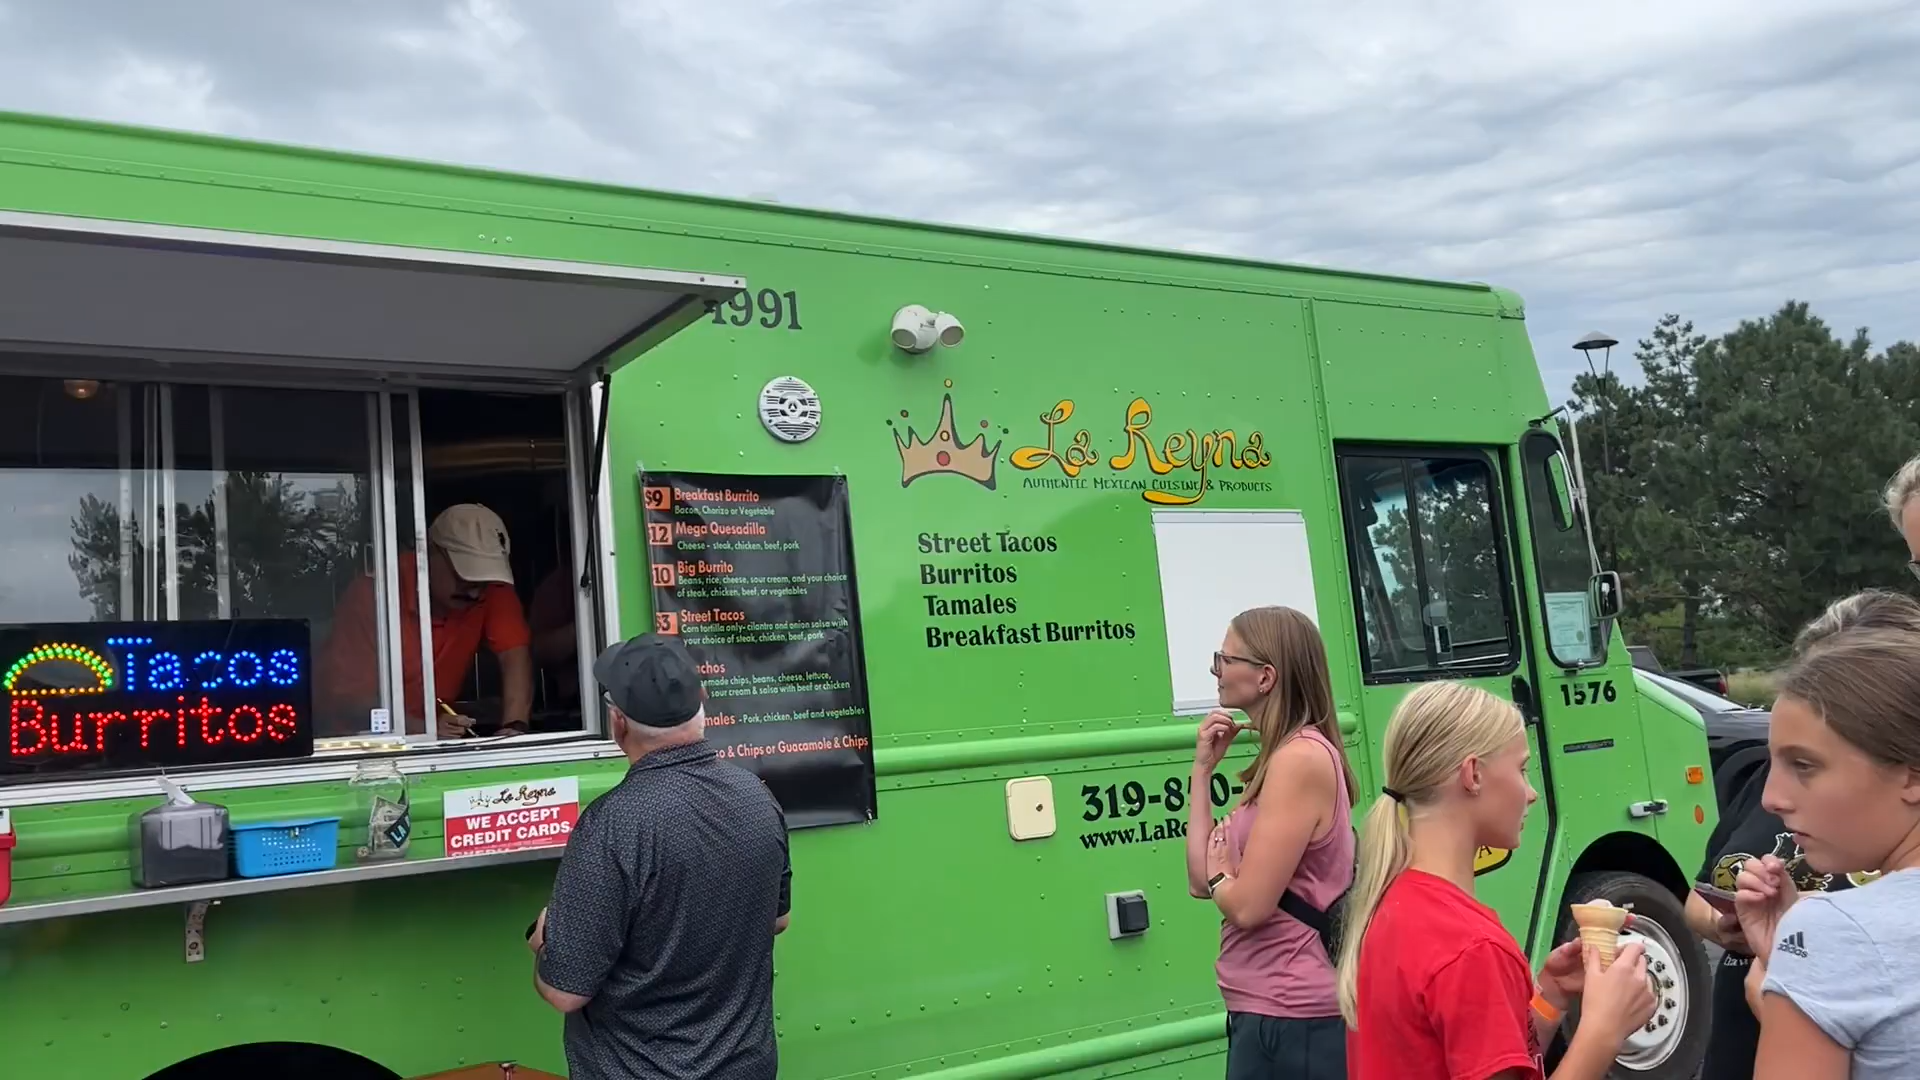 4991
La Reyna
AUTHENTIC MEXICAN CUISINE & PRODUCTS
Street Tacos
Burritos
Tamales
Breakfast Burritos
$9 Breakfast Burrito
Bacon, Chorizo or Vegetable
$12 Mega Quesadilla
Cheese - steak, chicken, beef, pork
$10 Big Burrito
Beans, rice, cheese, sour cream, and your choice
of steak, chicken, beef, or vegetables
$3 Street Tacos
Corn tortilla only- cilantro and onion salsa with
your choice of steak, chicken, beef, pork
sour cream & salsa with beef or chicken
- Pork, chicken, beef and vegetables
& Chips or Guacamole & Chips
Tacos
Burritos
La Reyna
WE ACCEPT
CREDIT CARDS
319-8
www.LaRe
1576
adidas